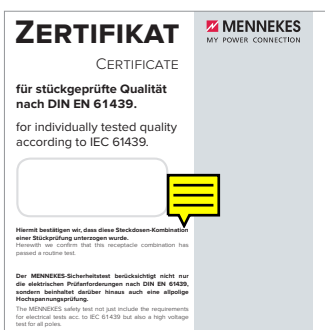 ZERTIFIKAT
CERTIFICATE
für stückgeprüfte Qualität
nach DIN EN 61439.
for individually tested quality
according to IEC 61439.
Hiermit bestätigen wir, dass diese Steckdosen-Kombination
einer Stückprüfung unterzogen wurde.
Herewith we confirm that this receptacle combination has
passed a routine test.
Der MENNEKES-Sicherheitstest berücksichtigt nicht nur
die elektrischen Prüfanforderungen nach DIN EN 61439,
sondern beinhaltet darüber hinaus auch eine allpolige
Hochspannungsprüfung.
The MENNEKES safety test not just include the requirements
for electrical tests acc. to IEC 61439 but also a high voltage
test for all poles.
MENNEKES
MY POWER CONNECTION